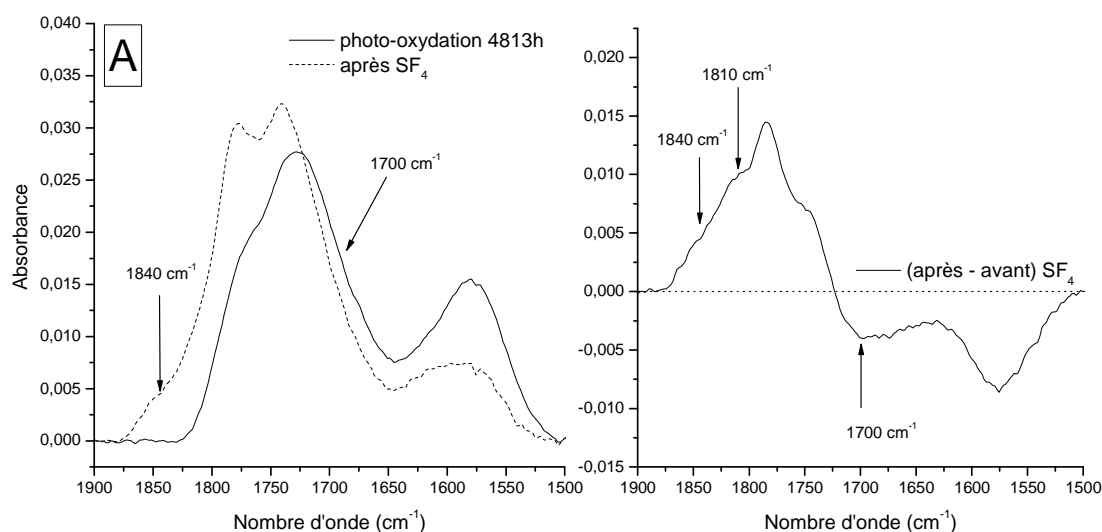 A
photo-oxydation 4813h
après SF4
1700 cm-1
1840 cm-1
Absorbance
0,040
0,035
0,030
0,025
0,020
0,015
0,010
0,005
0,000
1900 1850 1800 1750 1700 1650 1600 1550 1500
Nombre d'onde (cm-1)
1810 cm-1
1840 cm-1
(après - avant) SF4
1700 cm-1
0,020
0,015
0,010
0,005
0,000
-0,005
-0,010
-0,015
1900 1850 1800 1750 1700 1650 1600 1550 1500
Nombre d'onde (cm-1)